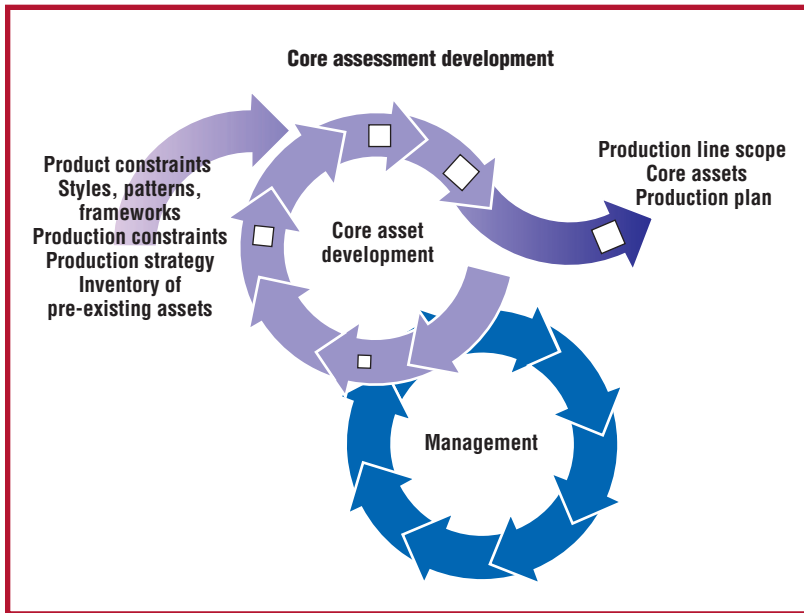 Core assessment development
Product constraints
Styles, patterns,
frameworks
Production constraints
Production strategy
Inventory of
pre-existing assets
Core asset
development
Production line scope
Core assets
Production plan
Management